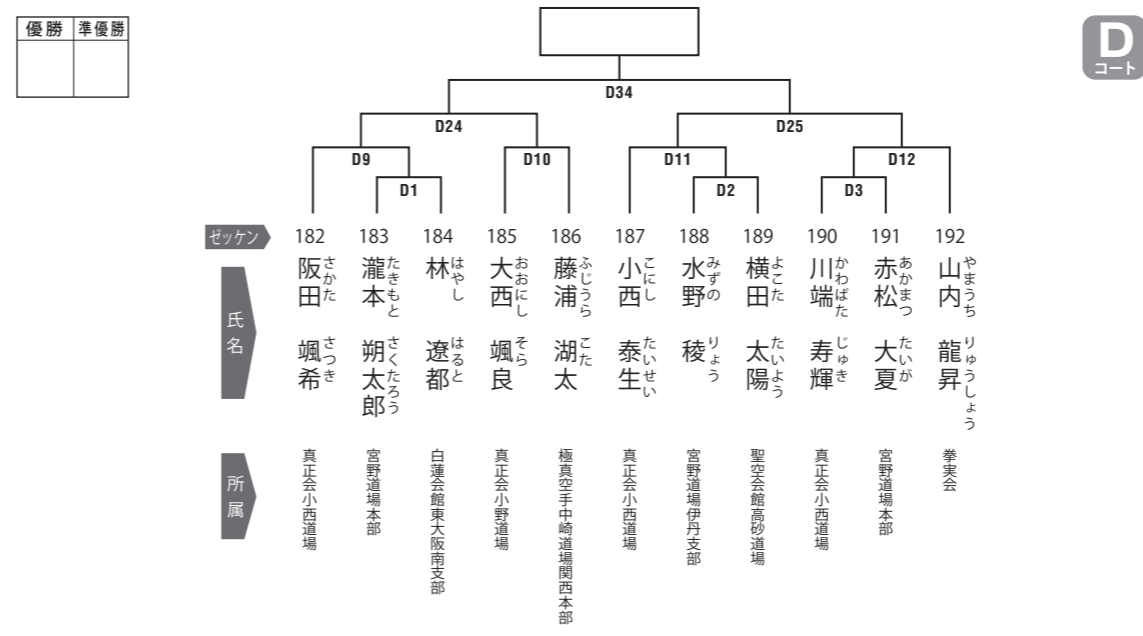 優勝 準優勝
D
コート
D34
D24 D25
D9 D10 D11 D12
D1 D2 D3
ゼッケン 182 183 184 185 186 187 188 189 190 191 192
氏名
阪田 颯希
さかた さつき
瀧本 朔太郎
たきもと さくたろう
林 遼都
はやし はると
大西 颯良
おおにし そら
藤浦 湖太
ふじうら こた
小西 泰生
こにし たいせい
水野 稜
みずの りょう
横田 太陽
よこた たいよう
川端 寿輝
かわばた じゅき
赤松 大夏
あかまつ たいが
山内 龍昇
やまうち りゅうしょう
所属
真正会小西道場
宮野道場本部
白蓮会館東大阪南支部
真正会小野道場
極真空手中崎道場関西本部
真正会小西道場
宮野道場伊丹支部
聖空会館高砂道場
真正会小西道場
宮野道場本部
拳実会